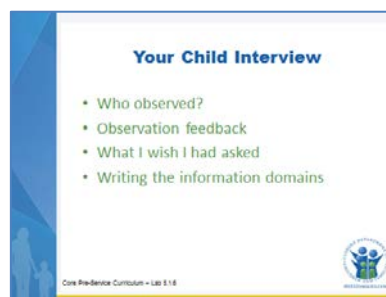 Your Child Interview
• Who observed?
• Observation feedback
• What I wish I had asked
• Writing the information domains
Core Pre-Service Curriculum – Lab 5.1.6